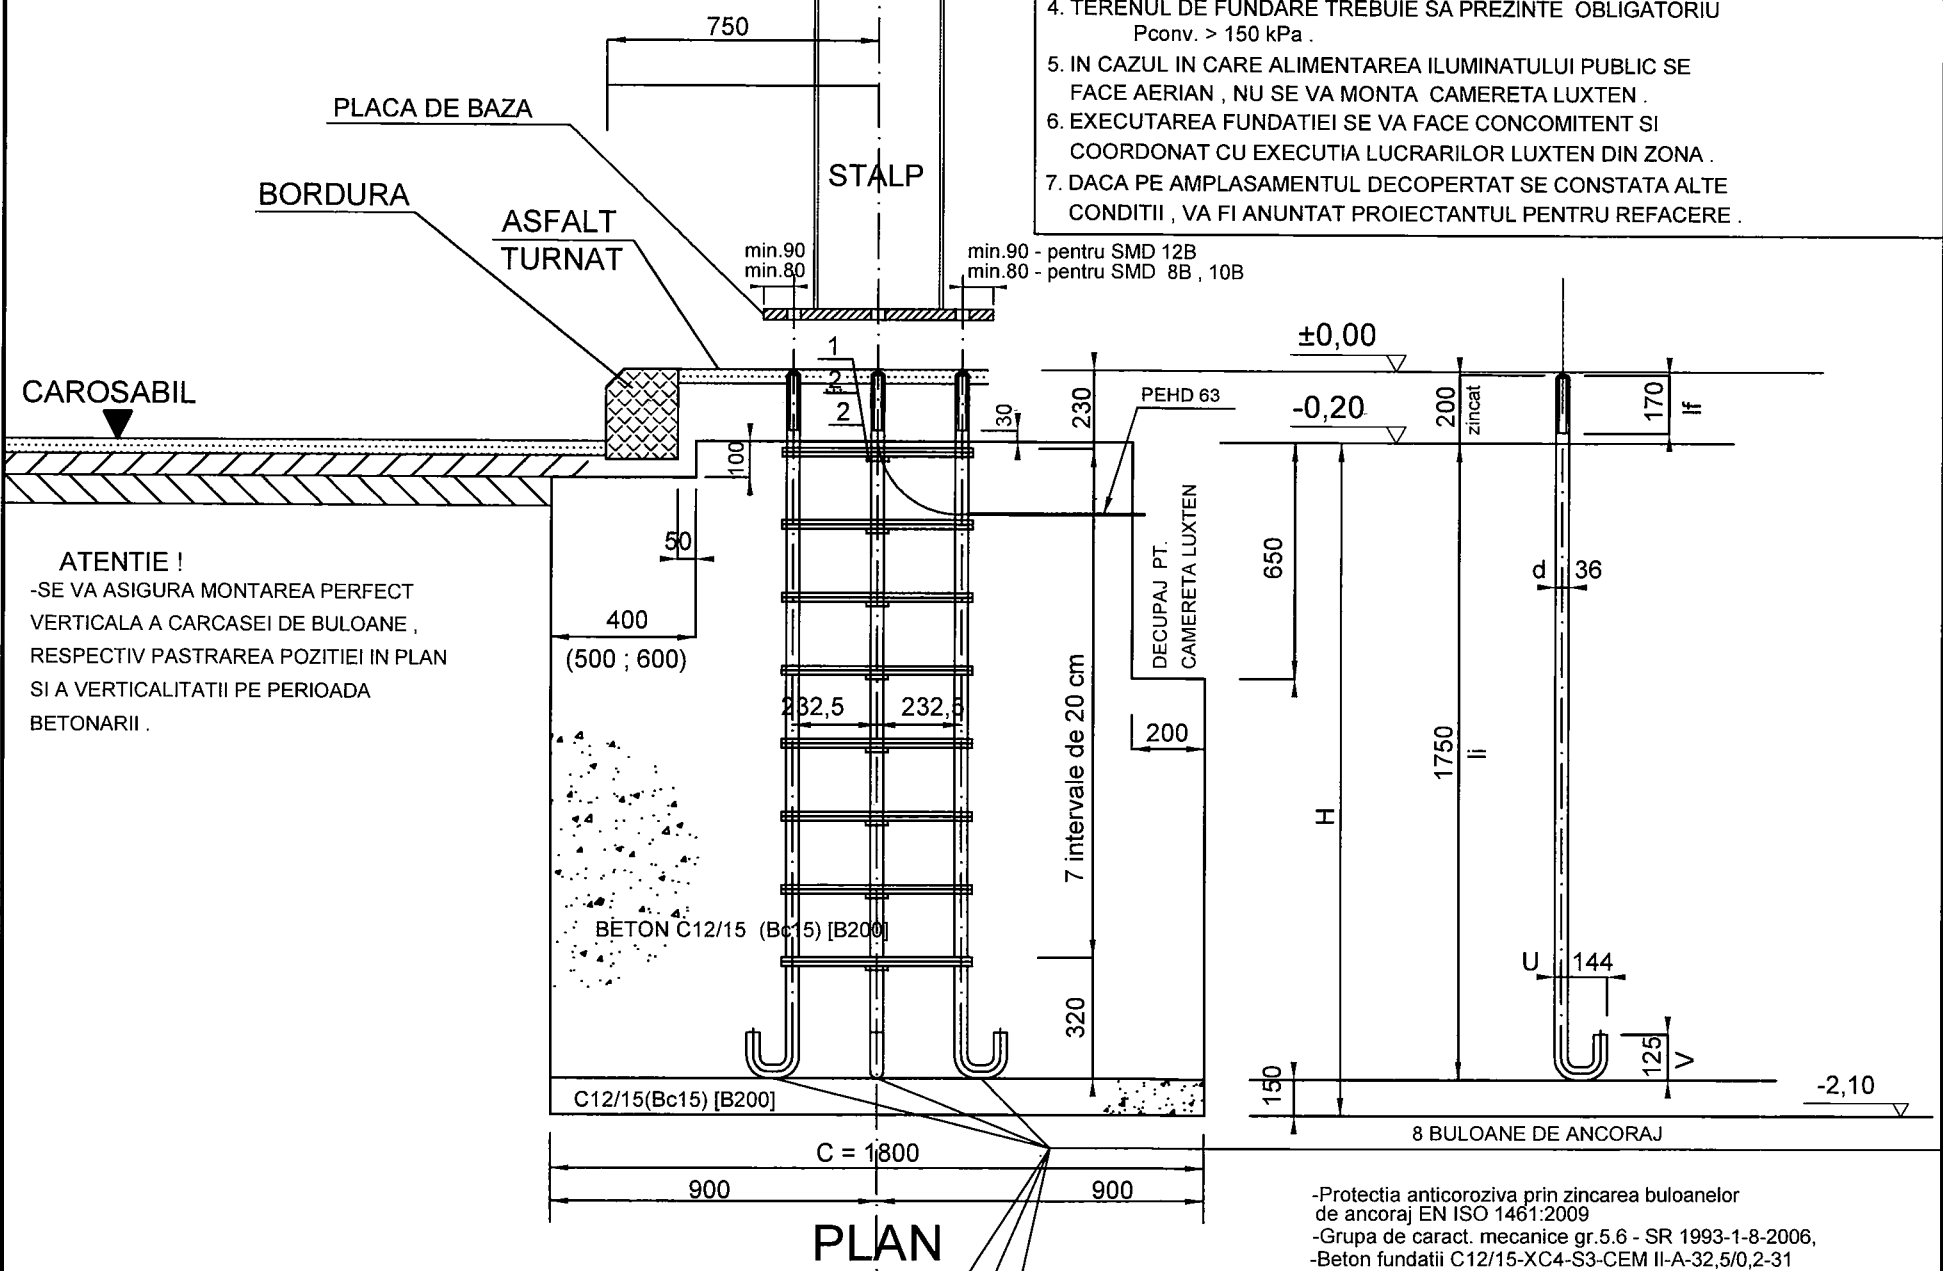 4. TERENUL DE FUNDARE TREBUIE SA PREZINTE OBLIGATORIU
Pconv. > 150 kPa .
5. IN CAZUL IN CARE ALIMENTAREA ILUMINATULUI PUBLIC SE
FACE AERIAN , NU SE VA MONTA CAMERETA LUXTEN .
6. EXECUTAREA FUNDATIEI SE VA FACE CONCOMITENT SI
COORDONAT CU EXECUTIA LUCRARILOR LUXTEN DIN ZONA .
7. DACA PE AMPLASAMENTUL DECOPERTAT SE CONSTATA ALTE
CONDITII , VA FI ANUNTAT PROIECTANTUL PENTRU REFACERE .
750
PLACA DE BAZA
STALP
BORDURA
ASFALT
TURNAT
min.90
min.80
min.90 - pentru SMD 12B
min.80 - pentru SMD 8B , 10B
CAROSABIL
1
2
2
30
230
PEHD 63
±0,00
-0,20
200
zincat
170
lf
100
50
400
(500 ; 600)
ATENTIE !
-SE VA ASIGURA MONTAREA PERFECT
VERTICALA A CARCASEI DE BULOANE ,
RESPECTIV PASTRAREA POZITIEI IN PLAN
SI A VERTICALITATII PE PERIOADA
BETONARII .
DECUPAJ PT.
CAMERETA LUXTEN
650
d 36
232,5
232,5
200
7 intervale de 20 cm
1750
li
H
BETON C12/15 (Bc15) [B200]
320
U 144
125
V
150
-2,10
C12/15(Bc15) [B200]
8 BULOANE DE ANCORAJ
C = 1800
900
900
PLAN
-Protectia anticoroziva prin zincarea buloanelor
de ancoraj EN ISO 1461:2009
-Grupa de caract. mecanice gr.5.6 - SR 1993-1-8-2006,
-Beton fundatii C12/15-XC4-S3-CEM II-A-32,5/0,2-31